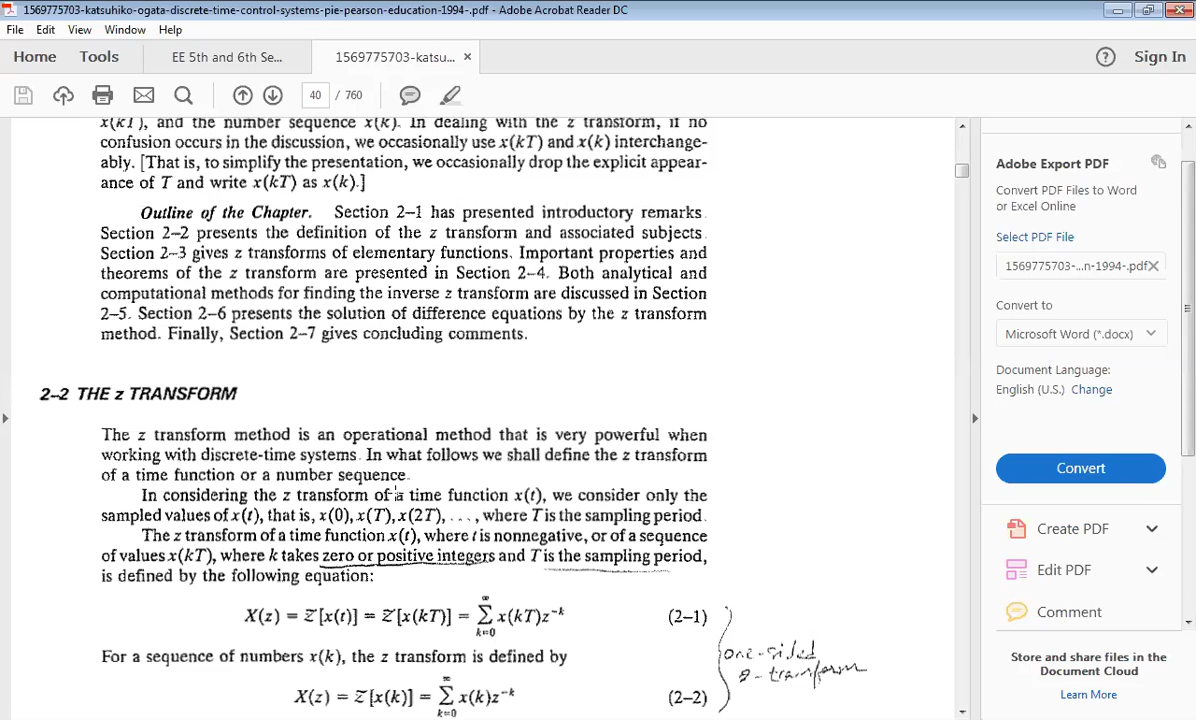 1569775703-katsuhiko-ogata-discrete-time-control-systems-pie-pearson-education-1994-.pdf - Adobe Acrobat Reader DC
File Edit View Window Help
Home Tools EE 5th and 6th Se... 1569775703-katsu... × ? Sign In
40 / 760
x(kT), and the number sequence x(k). In dealing with the z transform, if no
confusion occurs in the discussion, we occasionally use x(kT) and x(k) interchange-
ably. [That is, to simplify the presentation, we occasionally drop the explicit appear-
ance of T and write x(kT) as x(k).]
Outline of the Chapter. Section 2–1 has presented introductory remarks.
Section 2–2 presents the definition of the z transform and associated subjects.
Section 2–3 gives z transforms of elementary functions. Important properties and
theorems of the z transform are presented in Section 2–4. Both analytical and
computational methods for finding the inverse z transform are discussed in Section
2–5. Section 2–6 presents the solution of difference equations by the z transform
method. Finally, Section 2–7 gives concluding comments.
2–2 THE z TRANSFORM
The z transform method is an operational method that is very powerful when
working with discrete-time systems. In what follows we shall define the z transform
of a time function or a number sequence.
In considering the z transform of a time function x(t), we consider only the
sampled values of x(t), that is, x(0), x(T), x(2T), . . . , where T is the sampling period.
The z transform of a time function x(t), where t is nonnegative, or of a sequence
of values x(kT), where k takes zero or positive integers and T is the sampling period,
is defined by the following equation:
X(z) = Z[x(t)] = Z[x(kT)] = ∞ Σ k=0 x(kT)z⁻ᵏ (2–1)
For a sequence of numbers x(k), the z transform is defined by
X(z) = Z[x(k)] = ∞ Σ k=0 x(k)z⁻ᵏ (2–2)
one-sided
z-transform
Adobe Export PDF
Convert PDF Files to Word
or Excel Online
Select PDF File
1569775703-...n-1994-.pdf ×
Convert to
Microsoft Word (*.docx)
Document Language:
English (U.S.) Change
Convert
Create PDF
Edit PDF
Comment
Store and share files in the
Document Cloud
Learn More